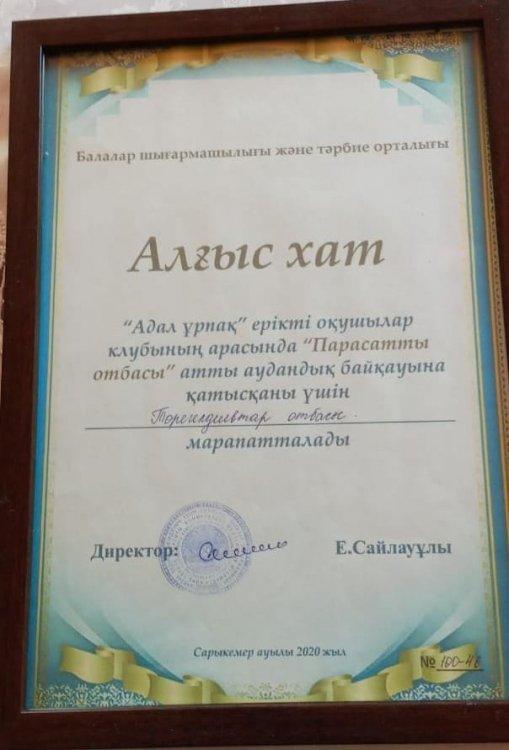 Балалар шығармашылығы және тәрбие орталығы
Алғыс хат
“Адал ұрпақ” ерікті оқушылар
клубының арасында “Парасатты
отбасы” атты аудандық байқауына
қатысқаны үшін
Төрегелдиевтар отбасы.
марапатталады
Директор:
Е.Сайлауұлы
Сарыкемер ауылы 2020 жыл
№ 100-48